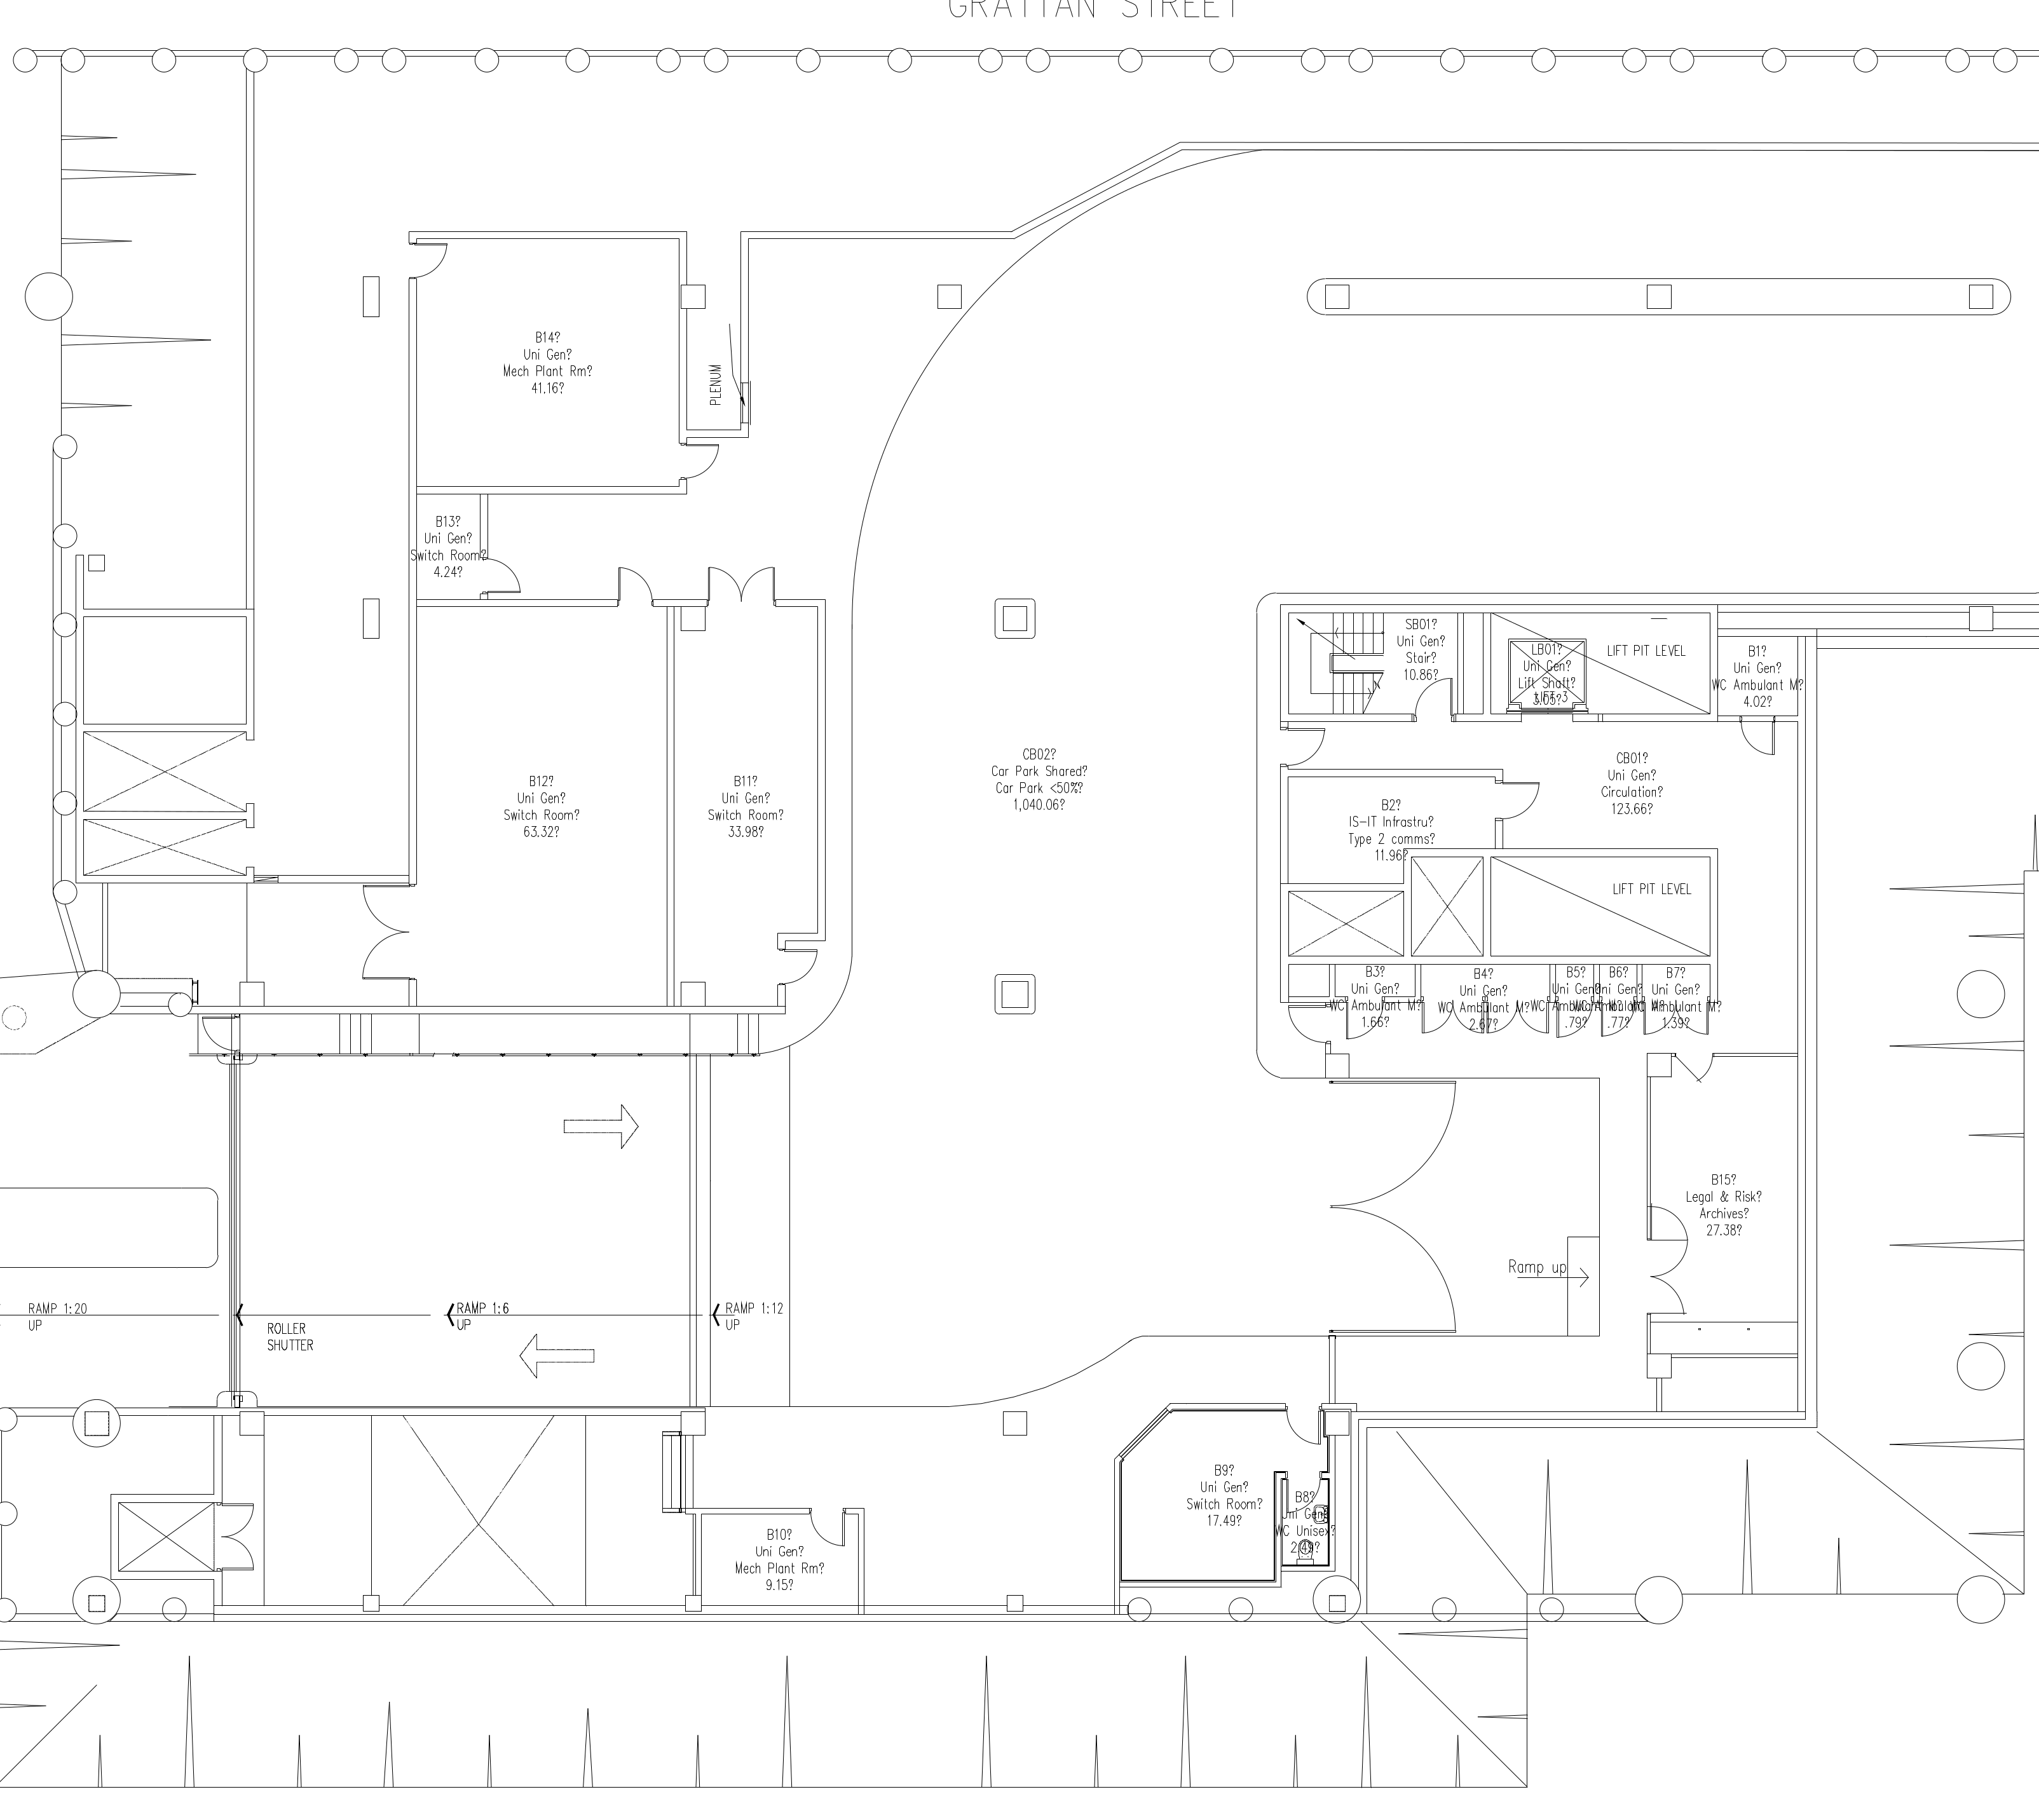 GRATTAN STREET
B14?
Uni Gen?
Mech Plant Rm?
41.16?
PLENUM
B13?
Uni Gen?
Switch Room?
4.24?
SB01?
Uni Gen?
Stair?
10.86?
LB01?
Uni Gen?
Lift Shaft?
3.05?
LIFT 3
LIFT PIT LEVEL
B1?
Uni Gen?
WC Ambulant M?
4.02?
B12?
Uni Gen?
Switch Room?
63.32?
B11?
Uni Gen?
Switch Room?
33.98?
CB02?
Car Park Shared?
Car Park <50%?
1,040.06?
CB01?
Uni Gen?
Circulation?
123.66?
B2?
IS-IT Infrastru?
Type 2 comms?
11.96?
LIFT PIT LEVEL
B3?
Uni Gen?
WC Ambulant M?
1.66?
B4?
Uni Gen?
WC Ambulant M?
2.67?
B5?
Uni Gen?
WC Ambulant M?
.79?
B6?
Uni Gen?
WC Ambulant M?
.77?
B7?
Uni Gen?
WC Ambulant M?
1.39?
B15?
Legal & Risk?
Archives?
27.38?
Ramp up
RAMP 1:20
UP
ROLLER
SHUTTER
RAMP 1:6
UP
RAMP 1:12
UP
B9?
Uni Gen?
Switch Room?
17.49?
B8?
Uni Gen?
WC Unisex?
2.49?
B10?
Uni Gen?
Mech Plant Rm?
9.15?